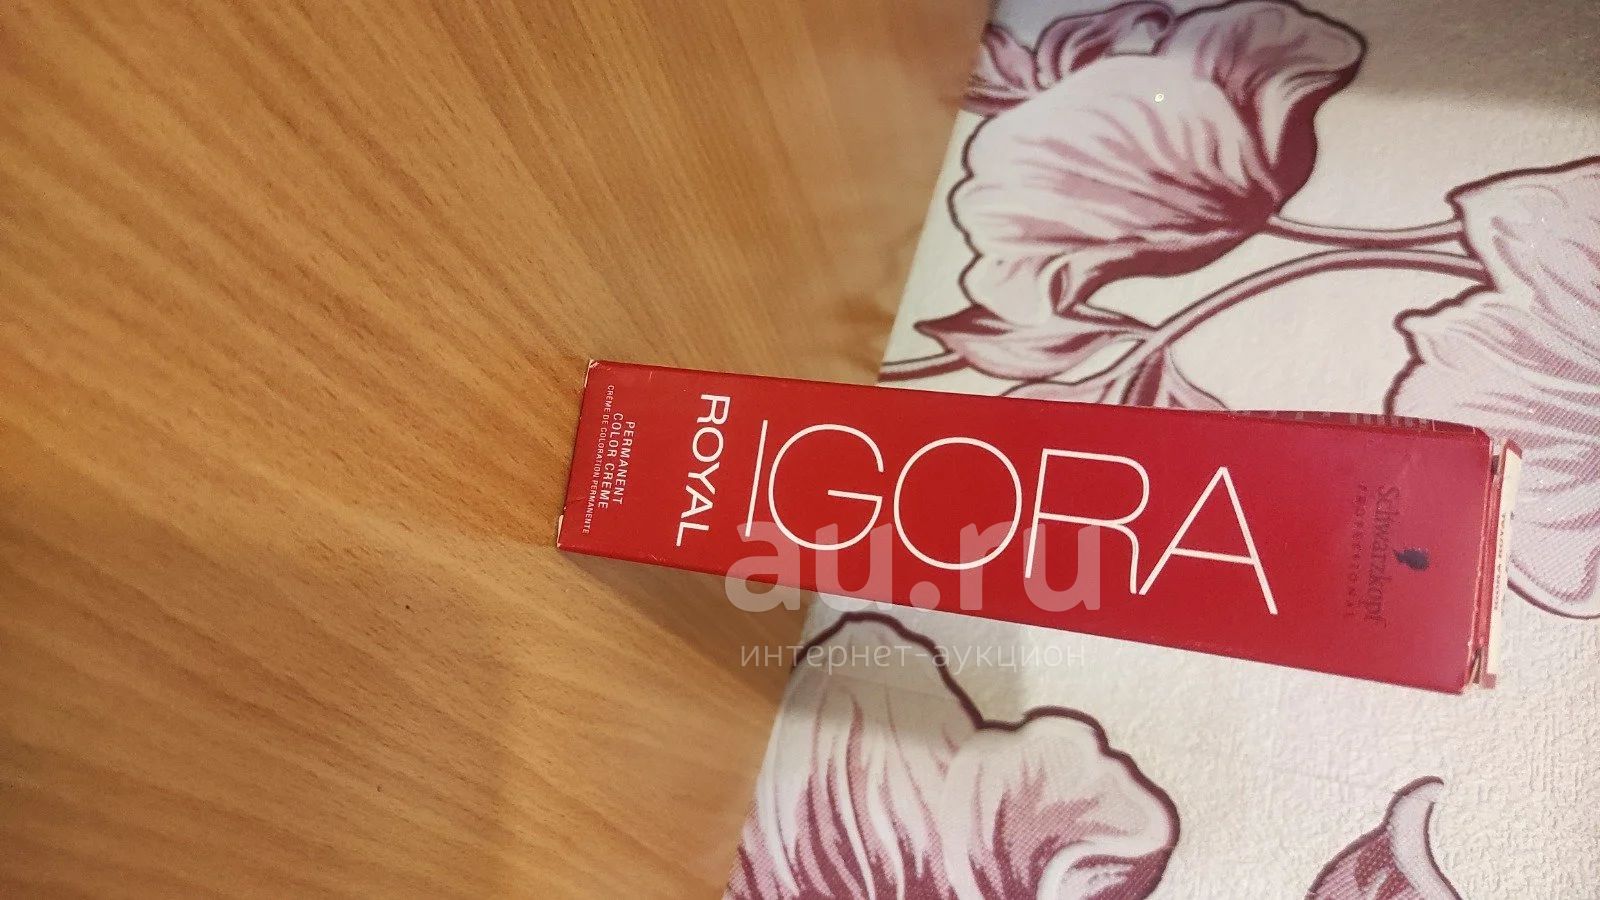 Schwarzkopf
PROFESSIONAL
IGORA
ROYAL
PERMANENT
COLOR CREME
CRÈME DE COLORATION PERMANENTE
au.ru
интернет-аукцион